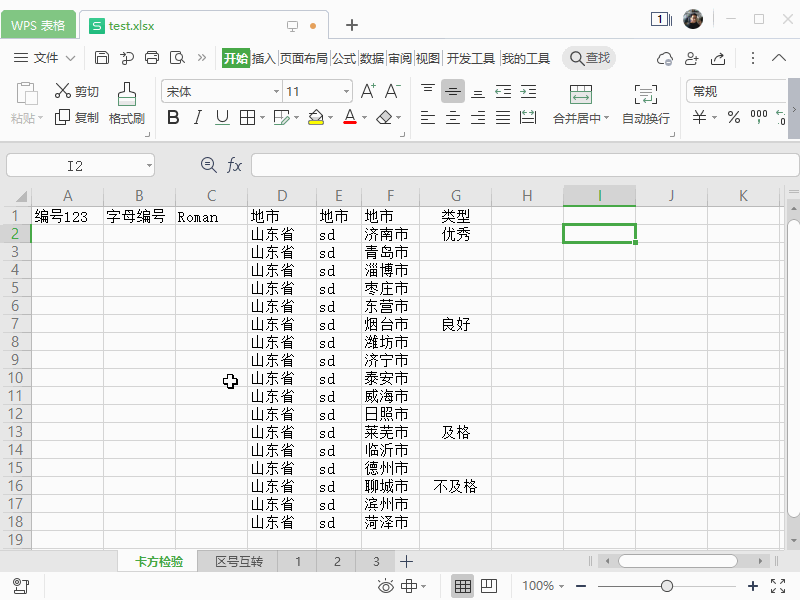 WPS 表格 test.xlsx 1
文件 开始 插入 页面布局 公式 数据 审阅 视图 开发工具 我的工具 查找
粘贴 剪切 复制 格式刷 宋体 11 A+ A- B I U A 合并居中 自动换行 常规 ¥ % 000
I2 fx
A B C D E F G H I J K
1 编号123 字母编号 Roman 地市 地市 地市 类型
2 山东省 sd 济南市 优秀
3 山东省 sd 青岛市
4 山东省 sd 淄博市
5 山东省 sd 枣庄市
6 山东省 sd 东营市
7 山东省 sd 烟台市 良好
8 山东省 sd 潍坊市
9 山东省 sd 济宁市
10 山东省 sd 泰安市
11 山东省 sd 威海市
12 山东省 sd 日照市
13 山东省 sd 莱芜市 及格
14 山东省 sd 临沂市
15 山东省 sd 德州市
16 山东省 sd 聊城市 不及格
17 山东省 sd 滨州市
18 山东省 sd 菏泽市
19
卡方检验 区号互转 1 2 3
100%